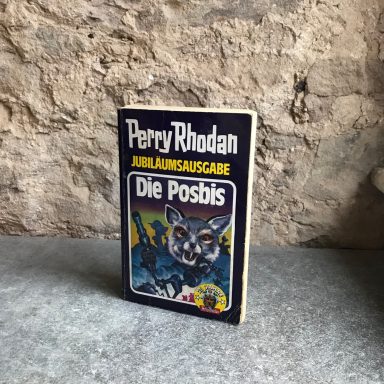 Perry Rhodan
JUBILÄUMSAUSGABE
Die Posbis